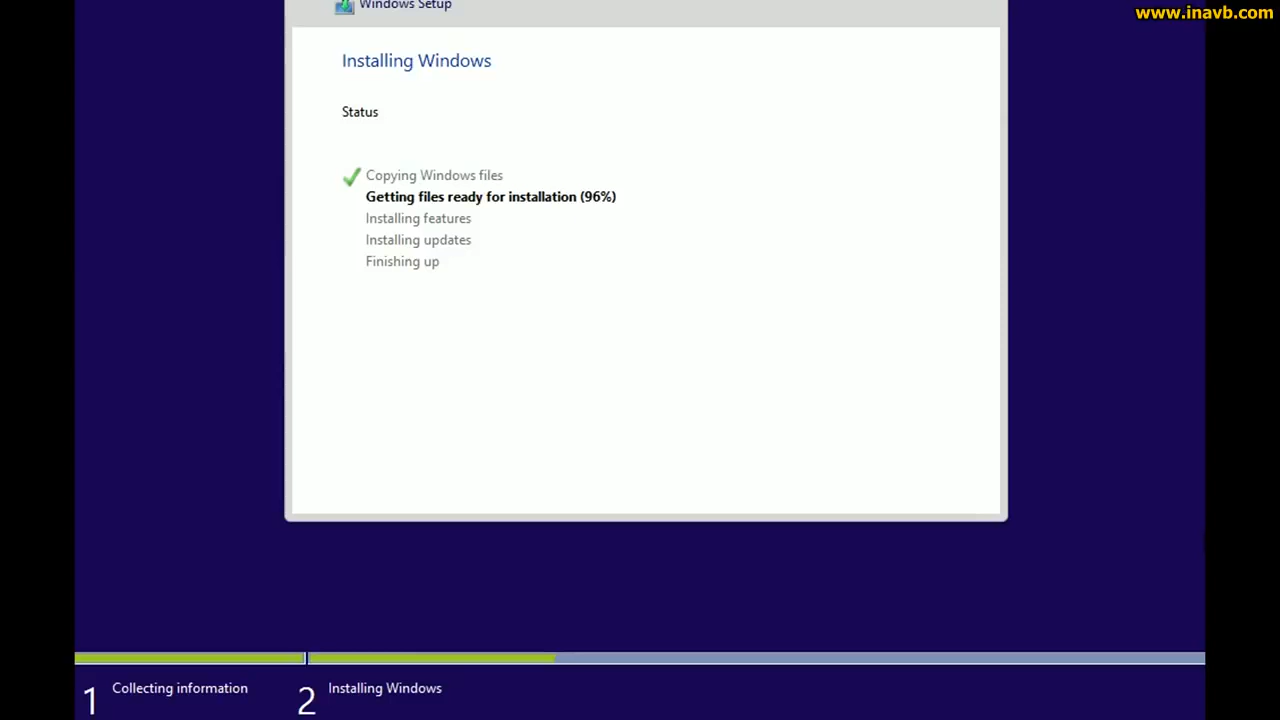 www.inavb.com
Windows Setup
Installing Windows
Status
Copying Windows files
Getting files ready for installation (96%)
Installing features
Installing updates
Finishing up
1 Collecting information
2 Installing Windows